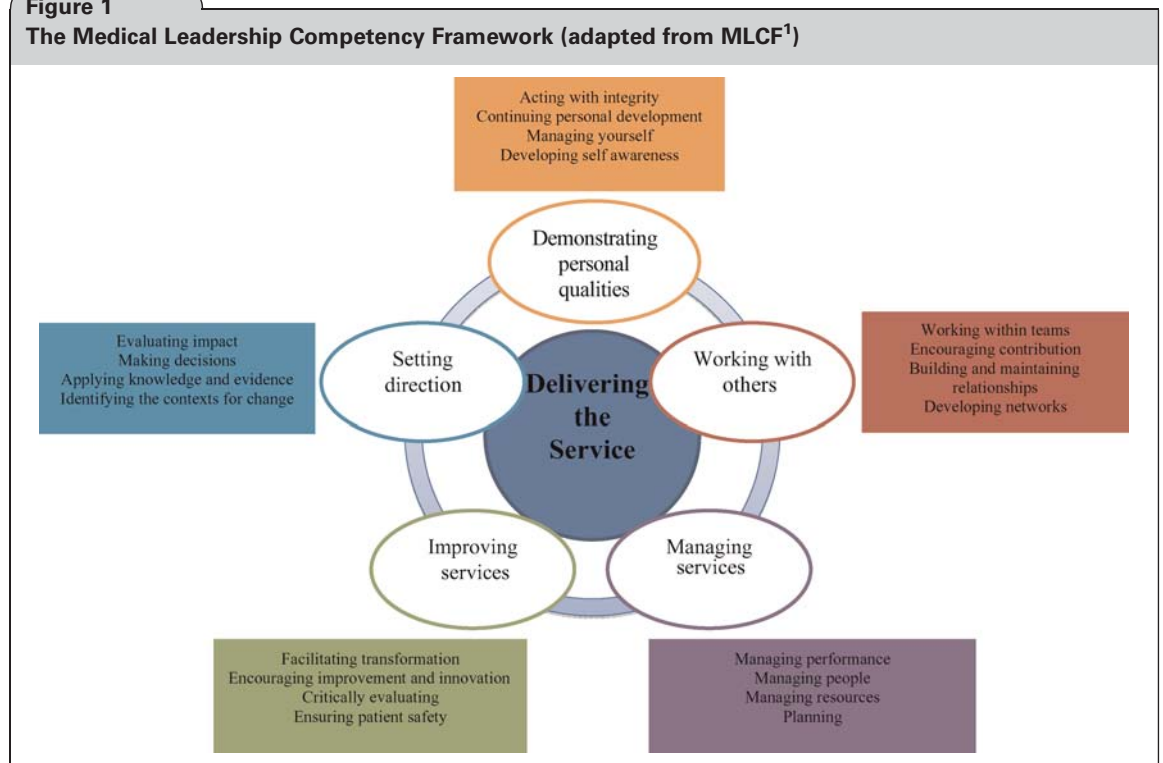 Figure 1
The Medical Leadership Competency Framework (adapted from MLCF1)
Acting with integrity
Continuing personal development
Managing yourself
Developing self awareness
Demonstrating
personal
qualities
Evaluating impact
Making decisions
Applying knowledge and evidence
Identifying the contexts for change
Setting
direction
Delivering
the
Service
Working with
others
Working within teams
Encouraging contribution
Building and maintaining
relationships
Developing networks
Improving
services
Managing
services
Facilitating transformation
Encouraging improvement and innovation
Critically evaluating
Ensuring patient safety
Managing performance
Managing people
Managing resources
Planning